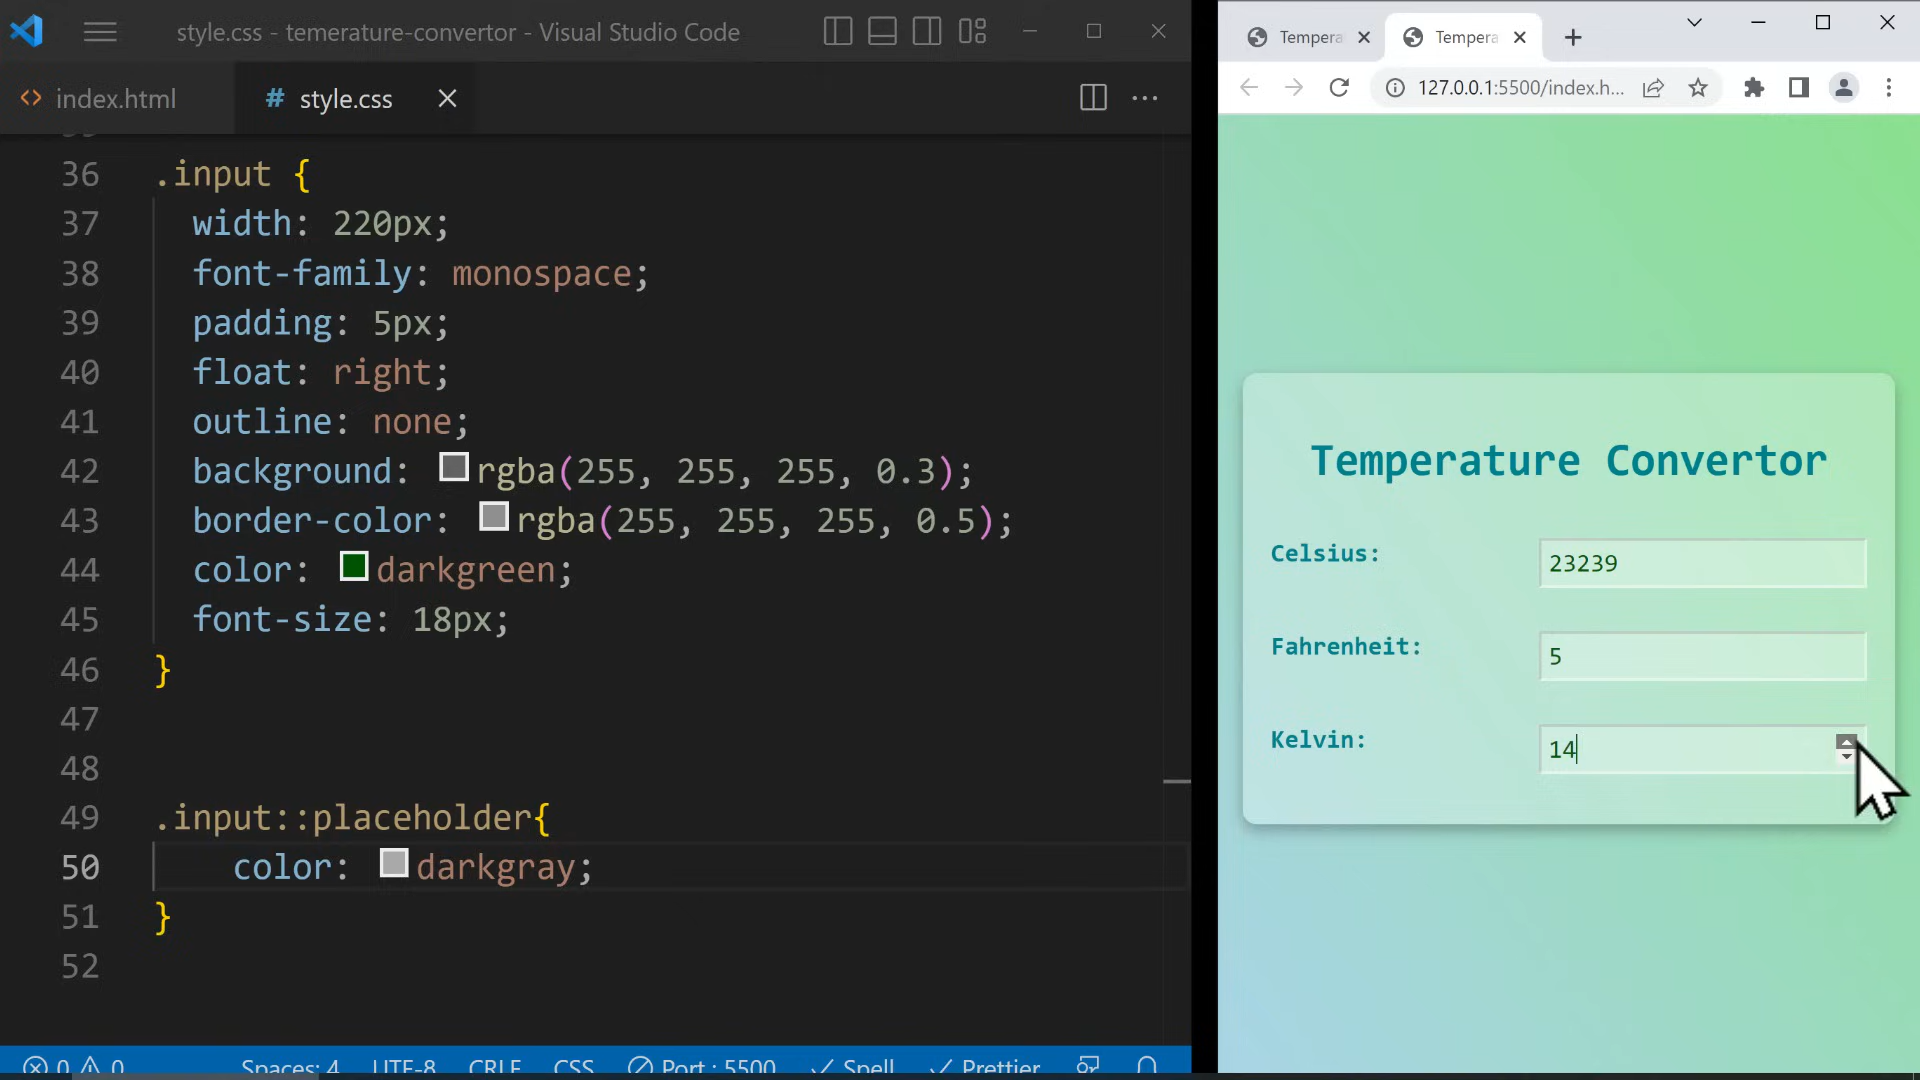 style.css - temerature-convertor - Visual Studio Code
index.html
# style.css
36 .input {
37 width: 220px;
38 font-family: monospace;
39 padding: 5px;
40 float: right;
41 outline: none;
42 background: rgba(255, 255, 255, 0.3);
43 border-color: rgba(255, 255, 255, 0.5);
44 color: darkgreen;
45 font-size: 18px;
46 }
47
48
49 .input::placeholder{
50 color: darkgray;
51 }
52
0 0 Spaces: 4 UTF-8 CRLF CSS Port : 5500 Spell Prettier
Tempera
Tempera
127.0.0.1:5500/index.h...
Temperature Convertor
Celsius: 23239
Fahrenheit: 5
Kelvin: 14